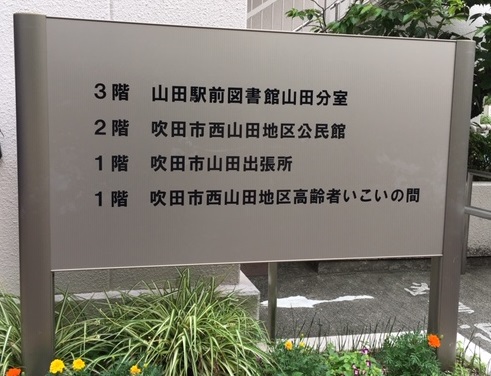 3階 山田駅前図書館山田分室
2階 吹田市西山田地区公民館
1階 吹田市山田出張所
1階 吹田市西山田地区高齢者いこいの間